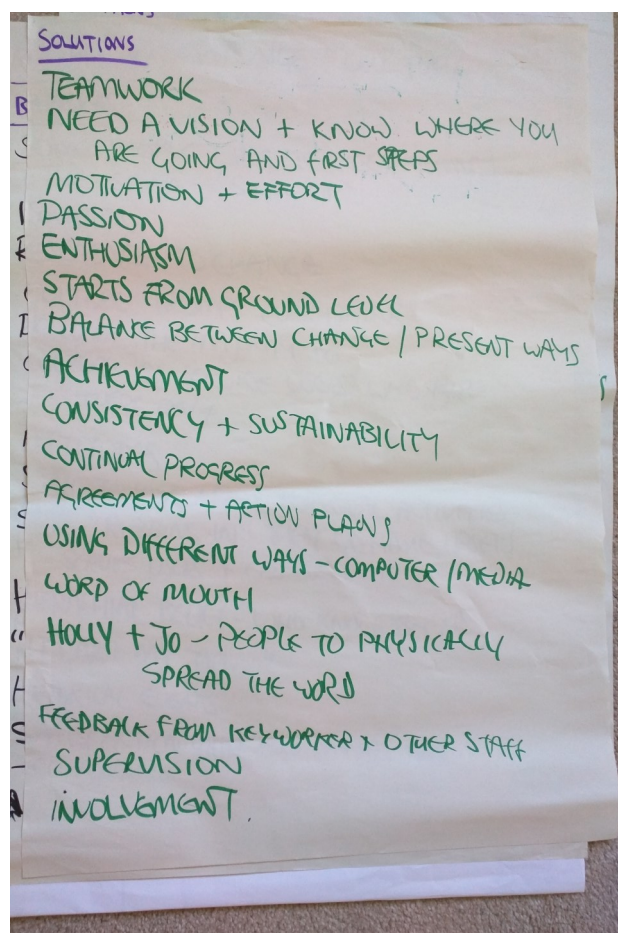 SOLUTIONS
TEAMWORK
NEED A VISION + KNOW WHERE YOU
ARE GOING AND FIRST STEPS
MOTIVATION + EFFORT
PASSION
ENTHUSIASM
STARTS FROM GROUND LEVEL
BALANCE BETWEEN CHANGE / PRESENT WAYS
ACHIEVEMENT
CONSISTENCY + SUSTAINABILITY
CONTINUAL PROGRESS
AGREEMENTS + ACTION PLANS
USING DIFFERENT WAYS - COMPUTER / MEDIA
WORD OF MOUTH
HOLLY + JO - PEOPLE TO PHYSICALLY
SPREAD THE WORD
FEEDBACK FROM KEYWORKER + OTHER STAFF
SUPERVISION
INVOLVEMENT.